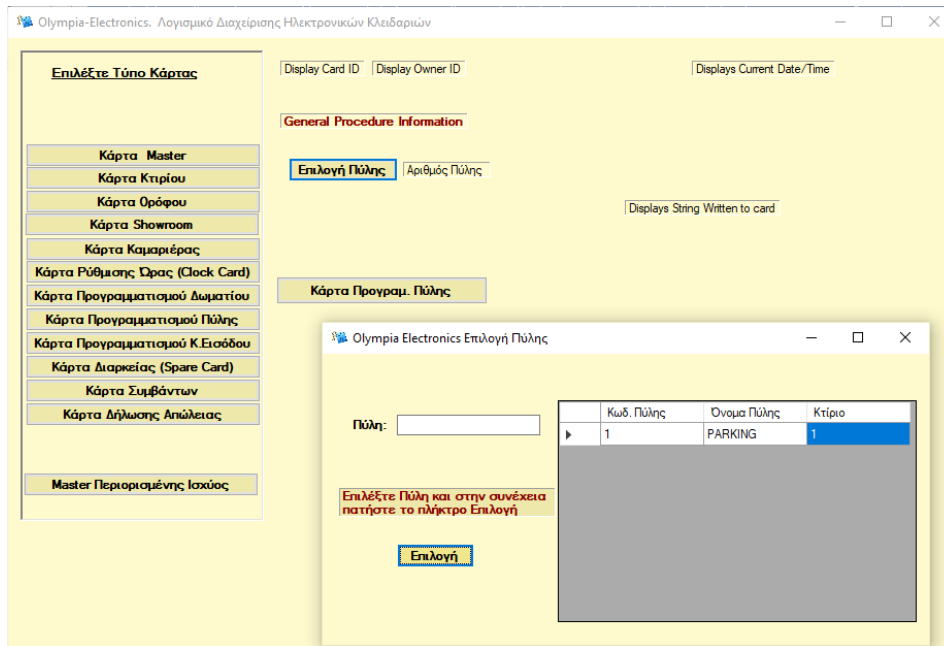 Olympia-Electronics. Λογισμικό Διαχείρισης Ηλεκτρονικών Κλειδαριών
Επιλέξτε Τύπο Κάρτας
Display Card ID Display Owner ID Displays Current Date/Time
General Procedure Information
Κάρτα Master
Επιλογή Πύλης Αριθμός Πύλης
Κάρτα Κτιρίου
Κάρτα Ορόφου
Displays String Written to card
Κάρτα Showroom
Κάρτα Καμαριέρας
Κάρτα Ρύθμισης Ώρας (Clock Card)
Κάρτα Προγραμματισμού Δωματίου
Κάρτα Προγραμ. Πύλης
Κάρτα Προγραμματισμού Πύλης
Κάρτα Προγραμματισμού Κ.Εισόδου
Κάρτα Διαρκείας (Spare Card)
Κάρτα Συμβάντων
Κάρτα Δήλωσης Απώλειας
Master Περιορισμένης Ισχύος
Olympia Electronics Επιλογή Πύλης
Πύλη:
Κωδ. Πύλης Όνομα Πύλης Κτίριο
1 PARKING 1
Επιλέξτε Πύλη και στην συνέχεια
πατήστε το πλήκτρο Επιλογή
Επιλογή